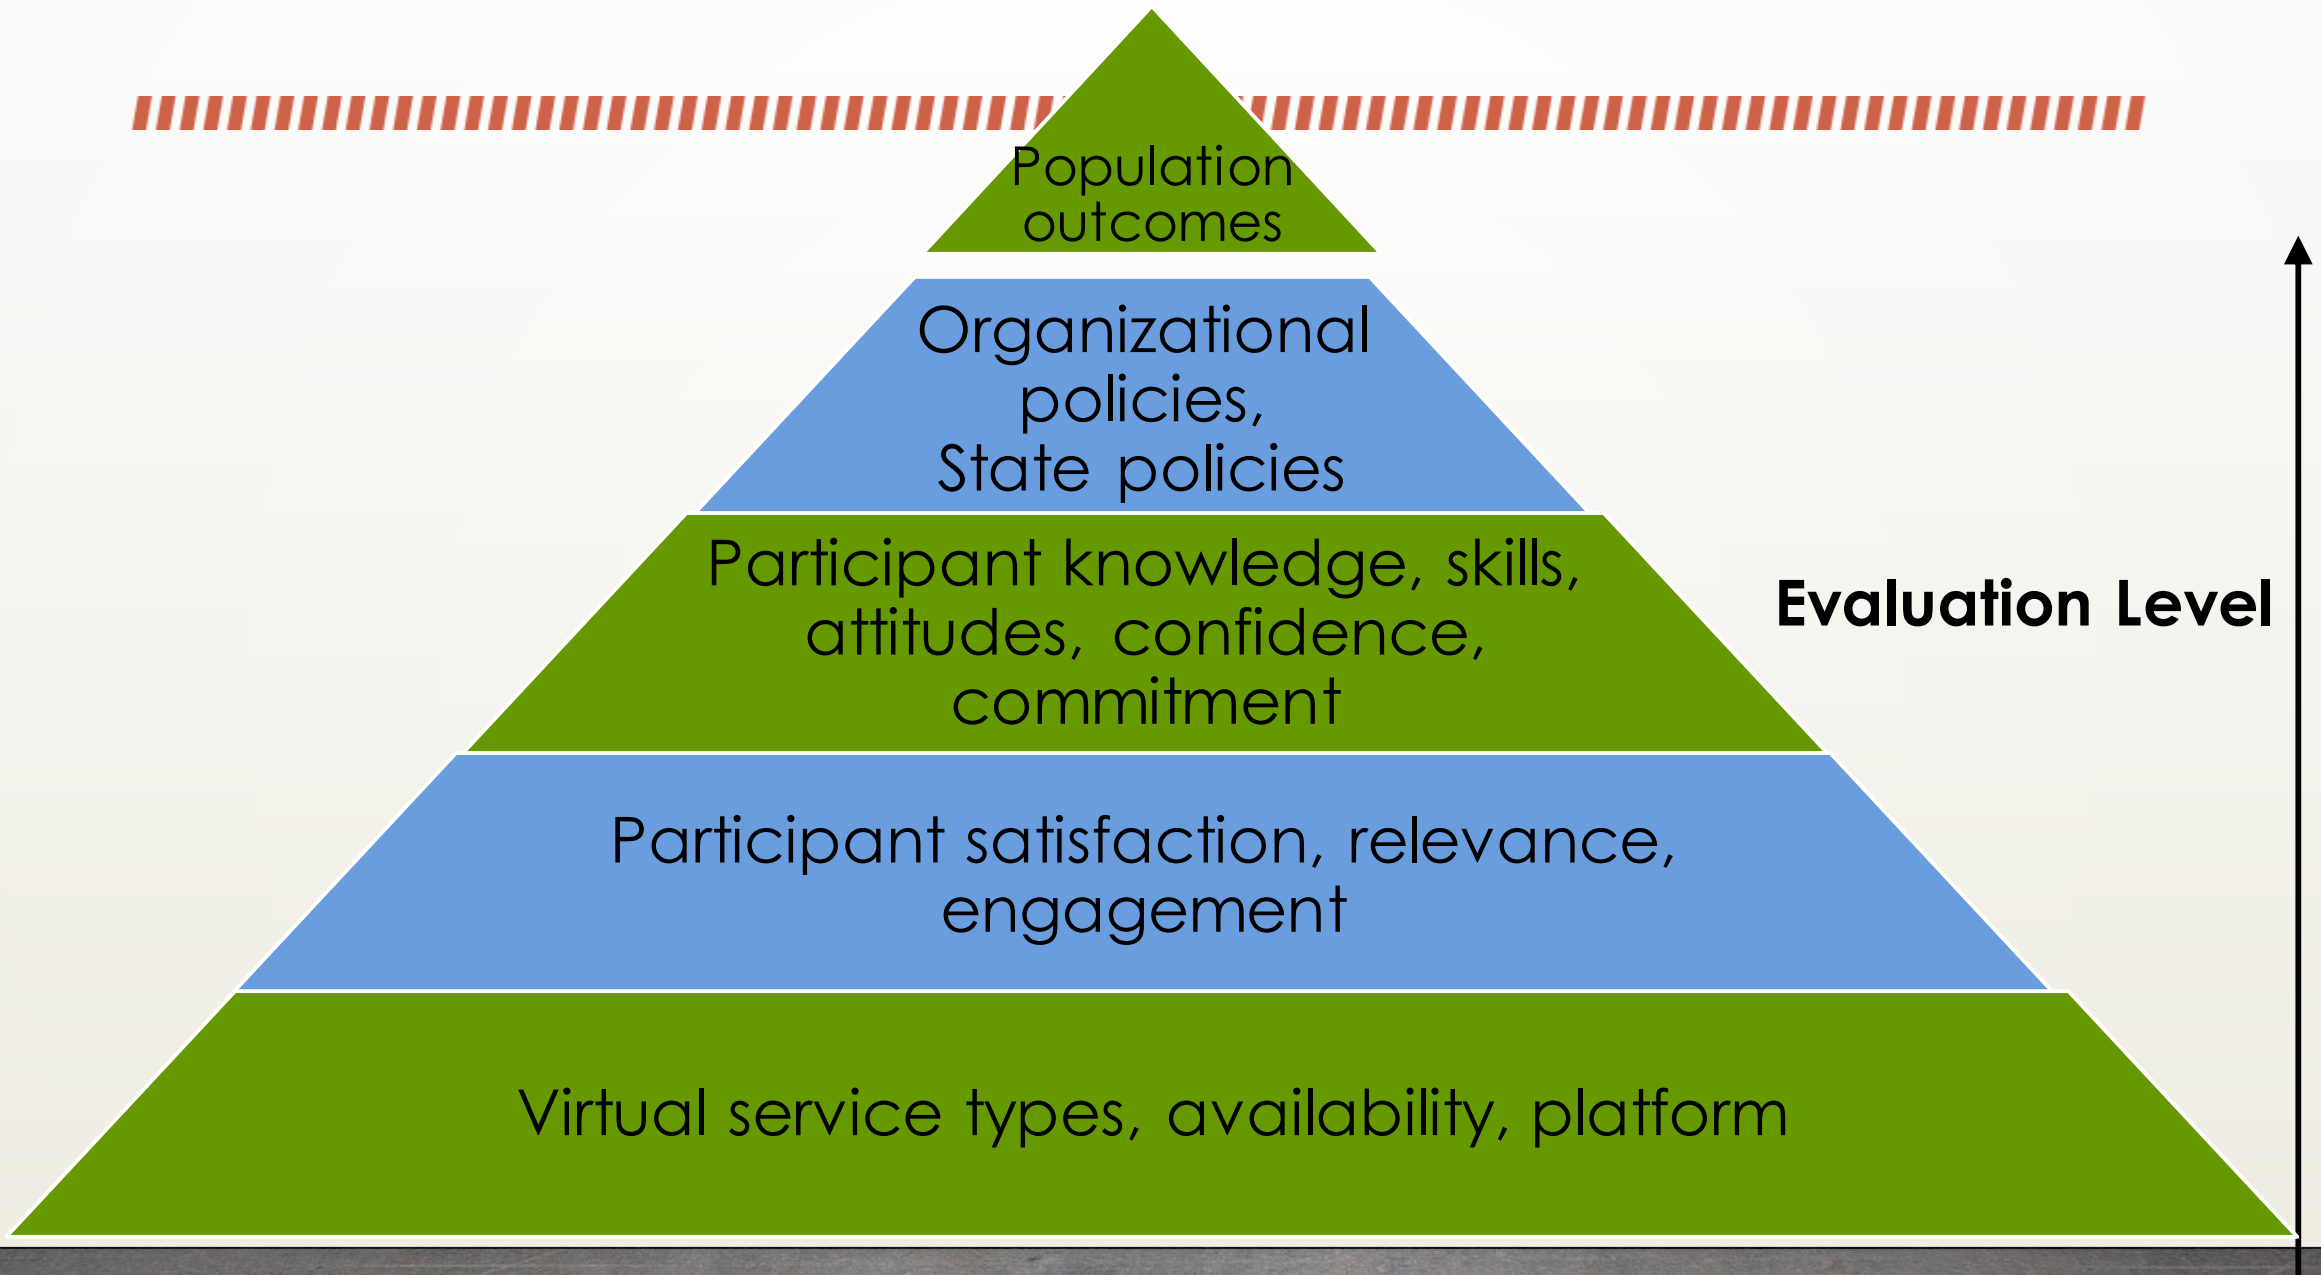 Population
outcomes
Organizational
policies,
State policies
Participant knowledge, skills,
attitudes, confidence,
commitment
Evaluation Level
Participant satisfaction, relevance,
engagement
Virtual service types, availability, platform